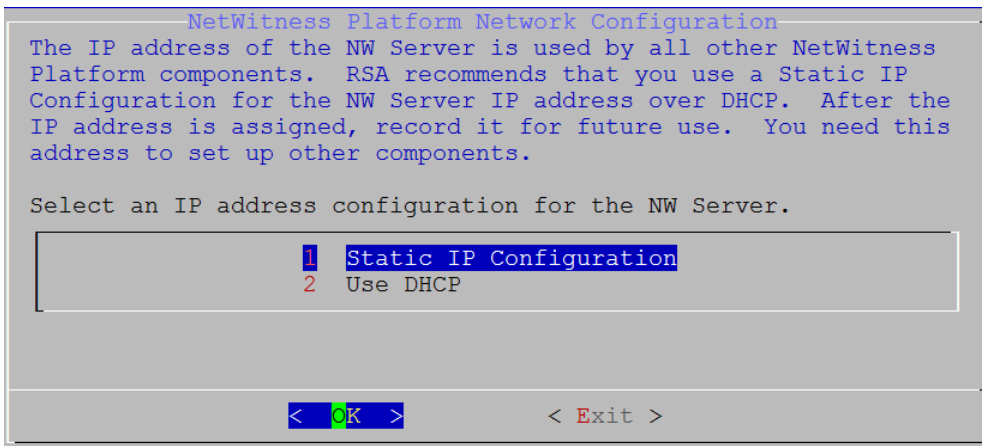 NetWitness Platform Network Configuration
The IP address of the NW Server is used by all other NetWitness
Platform components.  RSA recommends that you use a Static IP
Configuration for the NW Server IP address over DHCP.  After the
IP address is assigned, record it for future use.  You need this
address to set up other components.
Select an IP address configuration for the NW Server.
1  Static IP Configuration
2  Use DHCP
<  OK  >          < Exit >